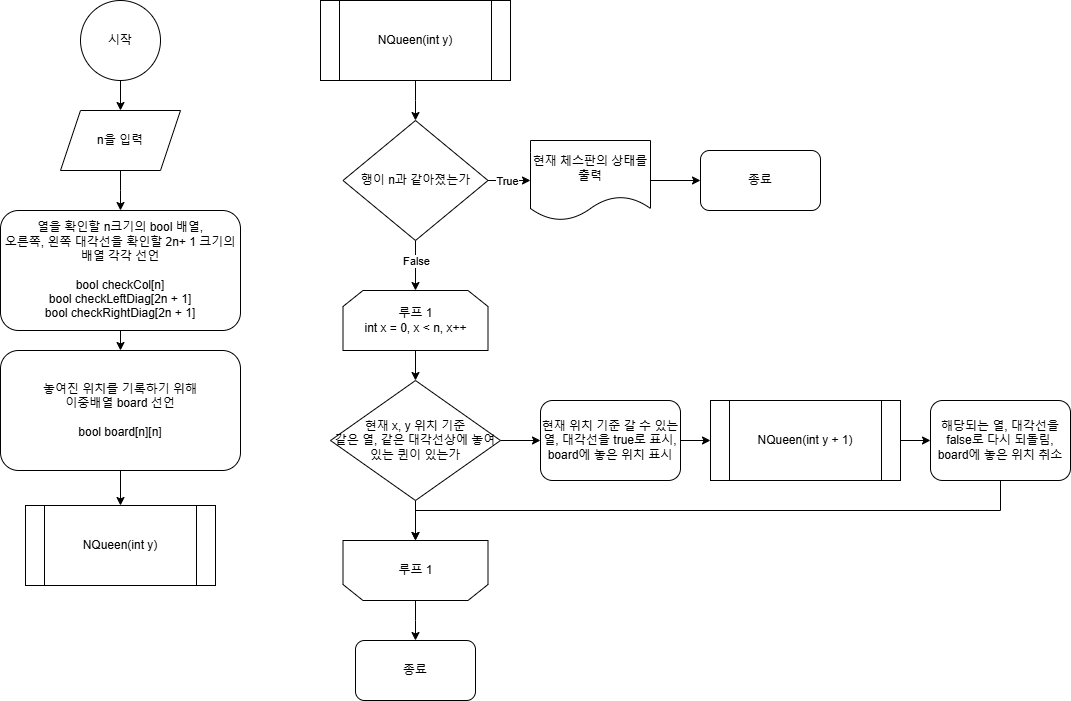 시작
n을 입력
열을 확인할 n크기의 bool 배열,
오른쪽, 왼쪽 대각선을 확인할 2n+ 1 크기의
배열 각각 선언
bool checkCol[n]
bool checkLeftDiag[2n + 1]
bool checkRightDiag[2n + 1]
놓여진 위치를 기록하기 위해
이중배열 board 선언
bool board[n][n]
NQueen(int y)
NQueen(int y)
행이 n과 같아졌는가
True
현재 체스판의 상태를
출력
종료
False
루프 1
int x = 0, x < n, x++
현재 x, y 위치 기준
같은 열, 같은 대각선상에 놓여
있는 퀸이 있는가
현재 위치 기준 갈 수 있는
열, 대각선을 true로 표시,
board에 놓은 위치 표시
NQueen(int y + 1)
해당되는 열, 대각선을
false로 다시 되돌림,
board에 놓은 위치 취소
루프 1
종료